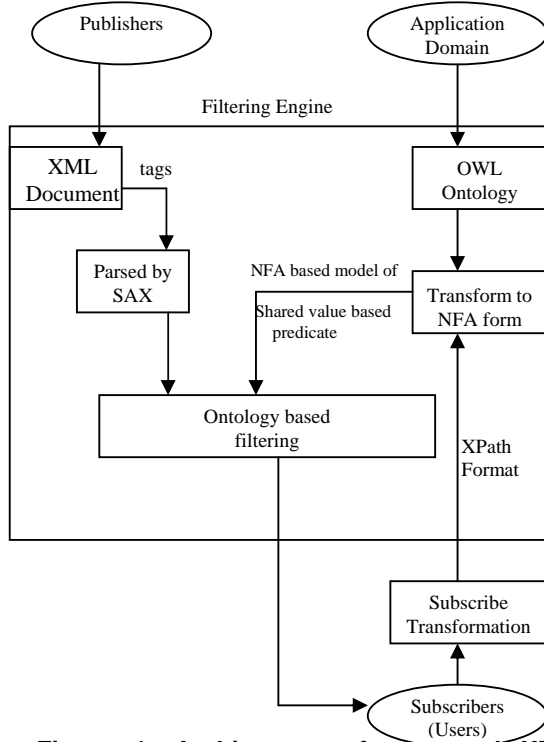 Publishers
Application
Domain
Filtering Engine
XML
Document
tags
OWL
Ontology
Parsed by
SAX
NFA based model of
Shared value based
predicate
Transform to
NFA form
Ontology based
filtering
XPath
Format
Subscribe
Transformation
Subscribers
(Users)